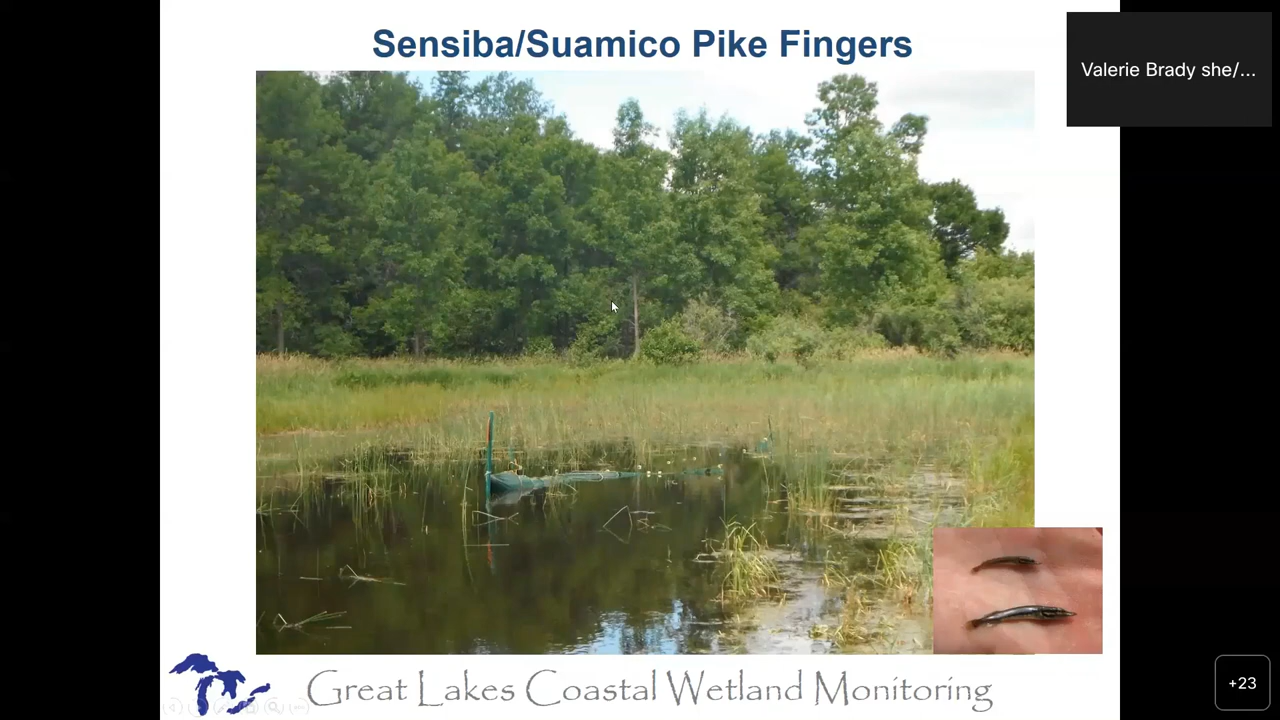 Sensiba/Suamico Pike Fingers
Valerie Brady she/...
Great Lakes Coastal Wetland Monitoring
+23